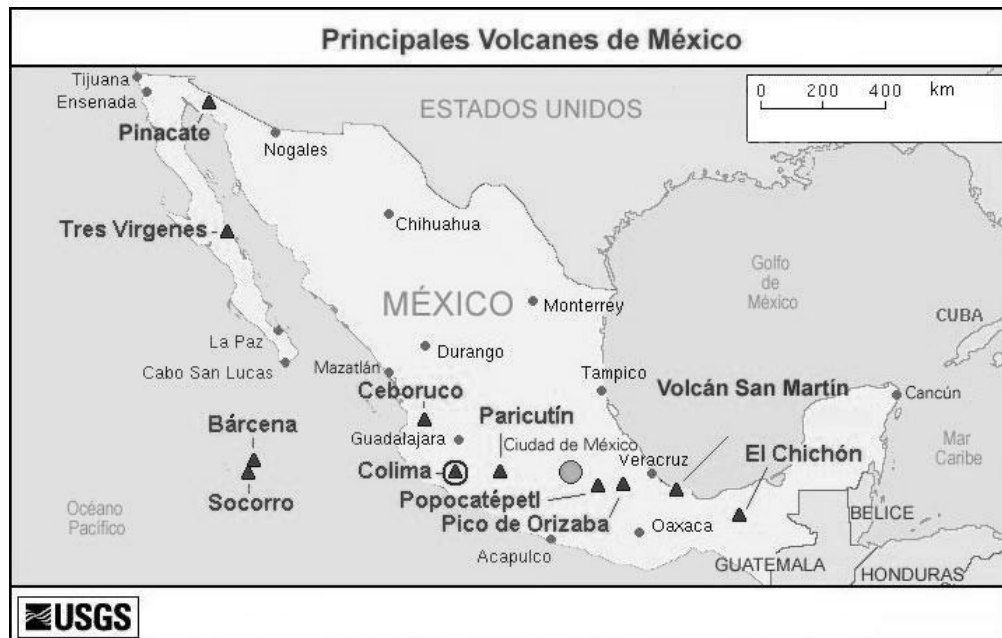 Principales Volcanes de México
Tijuana
Ensenada
Pinacate
Nogales
ESTADOS UNIDOS
0 200 400 km
Chihuahua
Tres Virgenes
Golfo
de
México
MÉXICO
Monterrey
CUBA
La Paz
Cabo San Lucas
Mazatlán
Durango
Tampico
Volcán San Martín
Cancún
Ceboruco
Paricutín
Bárcena
Guadalajara
Ciudad de México
Mar
Caribe
El Chichón
Colima
Veracruz
Socorro
Popocatépetl
Pico de Orizaba
Océano
Pacífico
Oaxaca
BELICE
Acapulco
GUATEMALA
HONDURAS
USGS